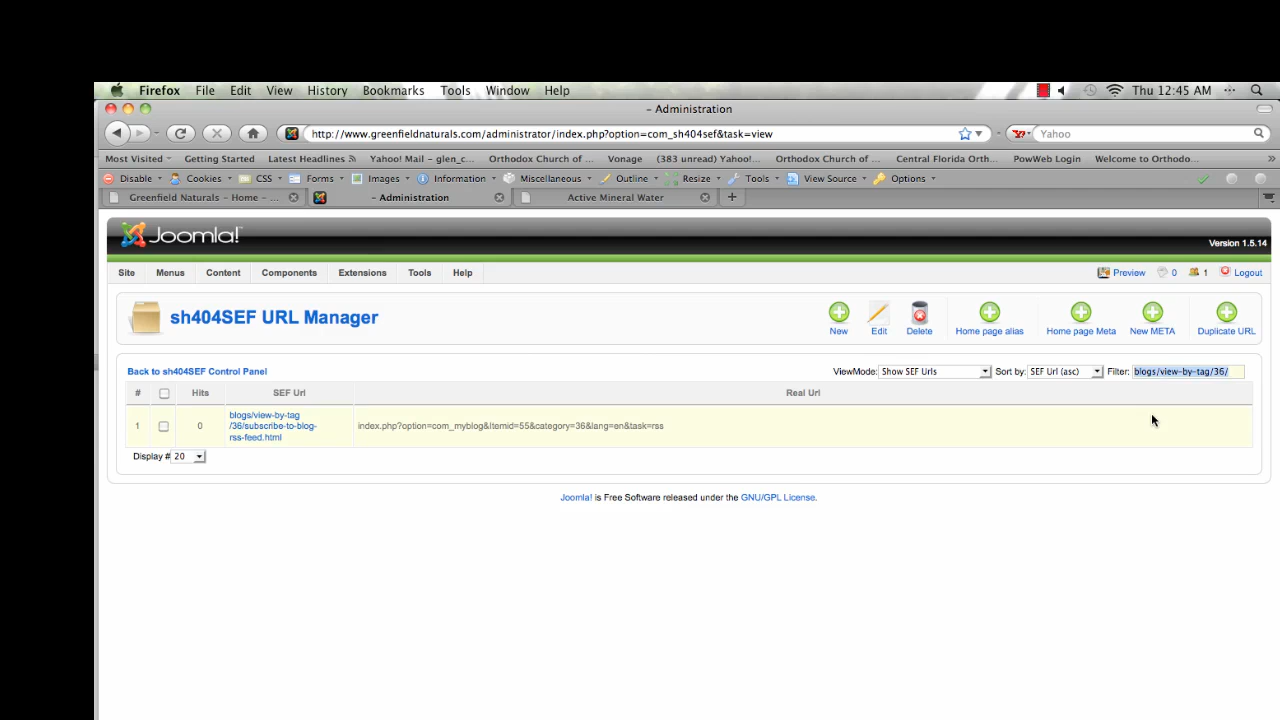 Firefox File Edit View History Bookmarks Tools Window Help Thu 12:45 AM
– Administration
http://www.greenfieldnaturals.com/administrator/index.php?option=com_sh404sef&task=view Yahoo
Most Visited Getting Started Latest Headlines Yahoo! Mail – glen_c... Orthodox Church of ... Vonage (383 unread) Yahoo!... Orthodox Church of ... Central Florida Orth... PowWeb Login Welcome to Orthodo...
Disable Cookies CSS Forms Images Information Miscellaneous Outline Resize Tools View Source Options
Greenfield Naturals – Home – ... – Administration Active Mineral Water
Joomla! Version 1.5.14
Site Menus Content Components Extensions Tools Help Preview 0 1 Logout
sh404SEF URL Manager
New Edit Delete Home page alias Home page Meta New META Duplicate URL
Back to sh404SEF Control Panel ViewMode: Show SEF Urls Sort by: SEF Url (asc) Filter: blogs/view-by-tag/36/
# Hits SEF Url Real Url
1 0 blogs/view-by-tag
/36/subscribe-to-blog-
rss-feed.html
index.php?option=com_myblog&Itemid=55&category=36&lang=en&task=rss
Display # 20
Joomla! is Free Software released under the GNU/GPL License.